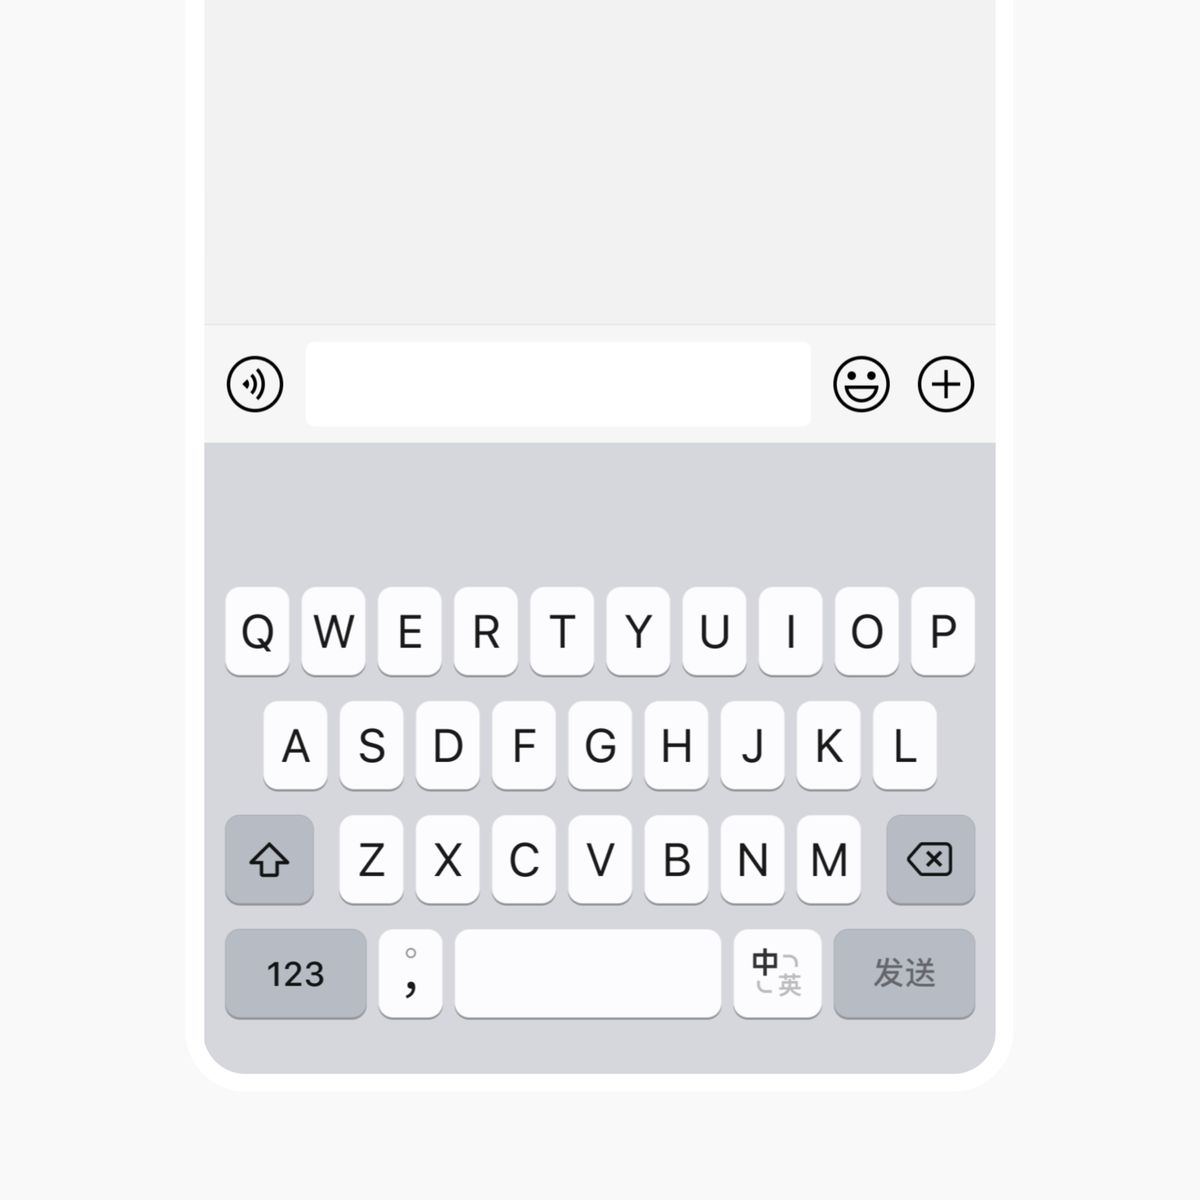 Q W E R T Y U I O P
A S D F G H J K L
Z X C V B N M
123 。 , 中 英 发送